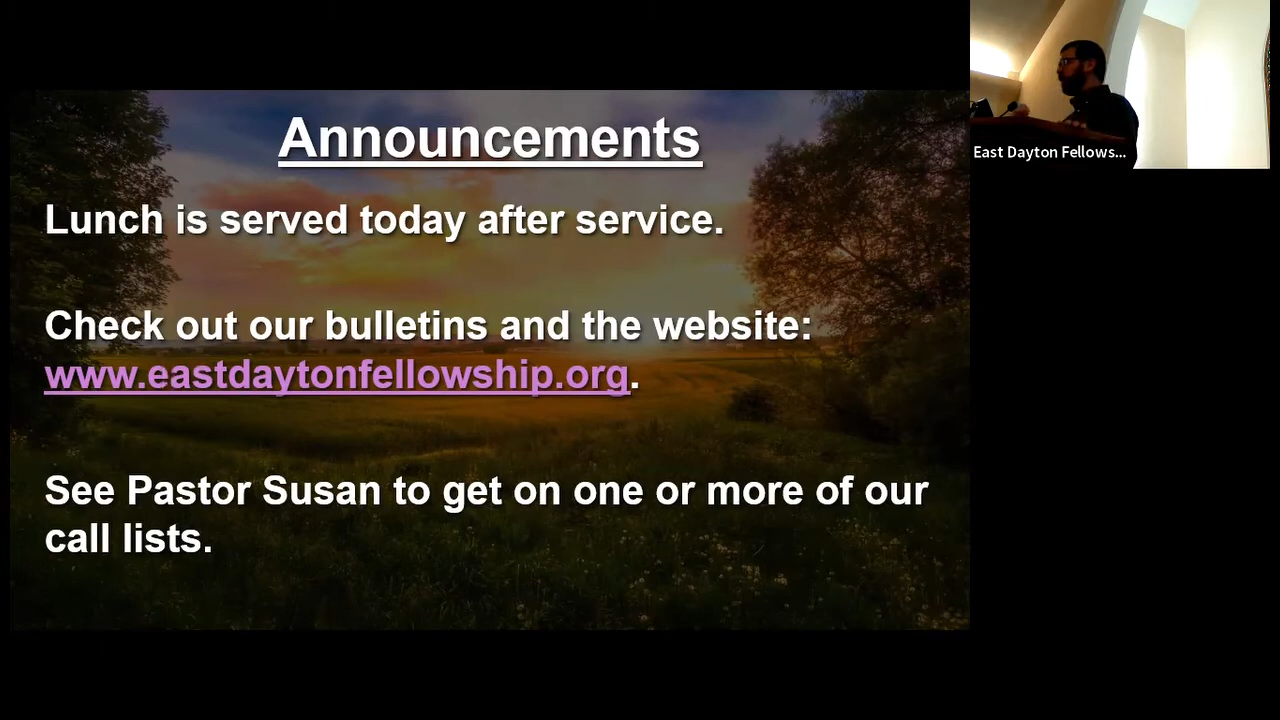 Announcements
Lunch is served today after service.
Check out our bulletins and the website:
www.eastdaytonfellowship.org.
See Pastor Susan to get on one or more of our
call lists.
East Dayton Fellows...